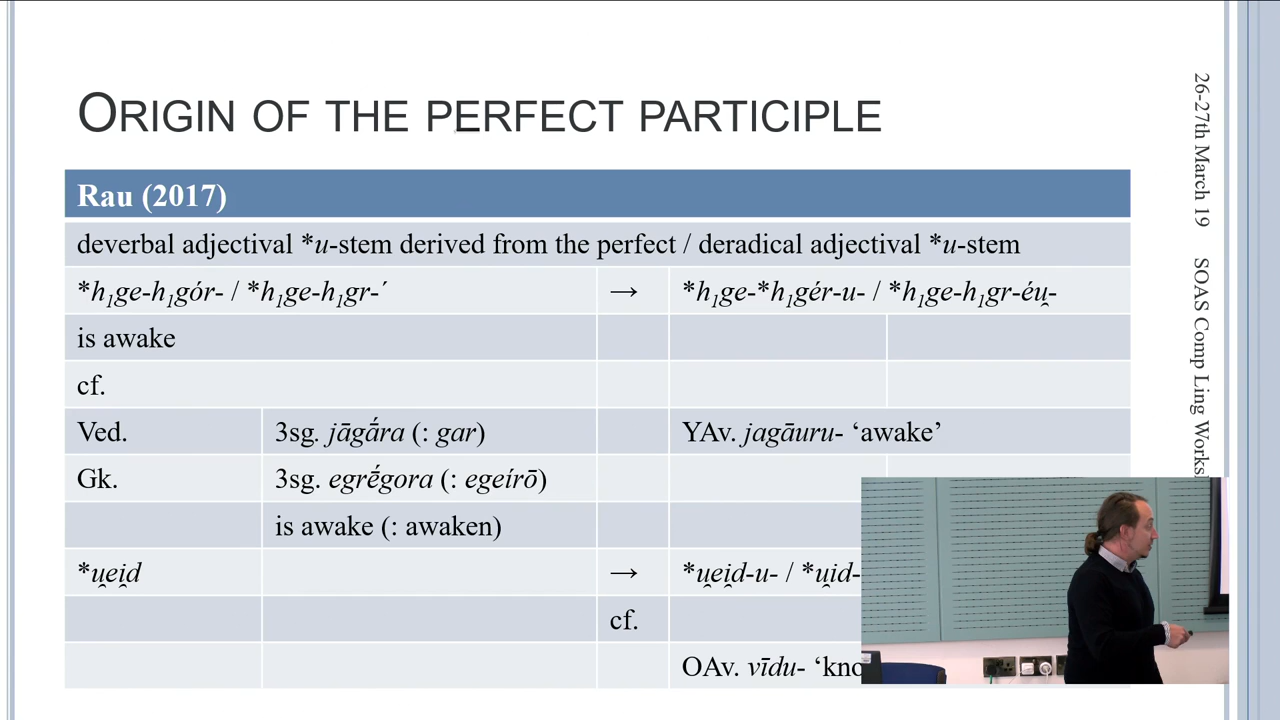 ORIGIN OF THE PERFECT PARTICIPLE
Rau (2017)
deverbal adjectival *u-stem derived from the perfect / deradical adjectival *u-stem
*h₁ge-h₁gór- / *h₁ge-h₁gr-´ → *h₁ge-*h₁gér-u- / *h₁ge-h₁gr-éu̯-
is awake
cf.
Ved. 3sg. jāgā́ra (: gar) YAv. jagāuru- ‘awake’
Gk. 3sg. egrḗgora (: egeírō)
is awake (: awaken)
*u̯ei̯d → *u̯ei̯d-u- / *u̯id-
cf.
OAv. vīdu-
26-27th March 19 SOAS Comp Ling